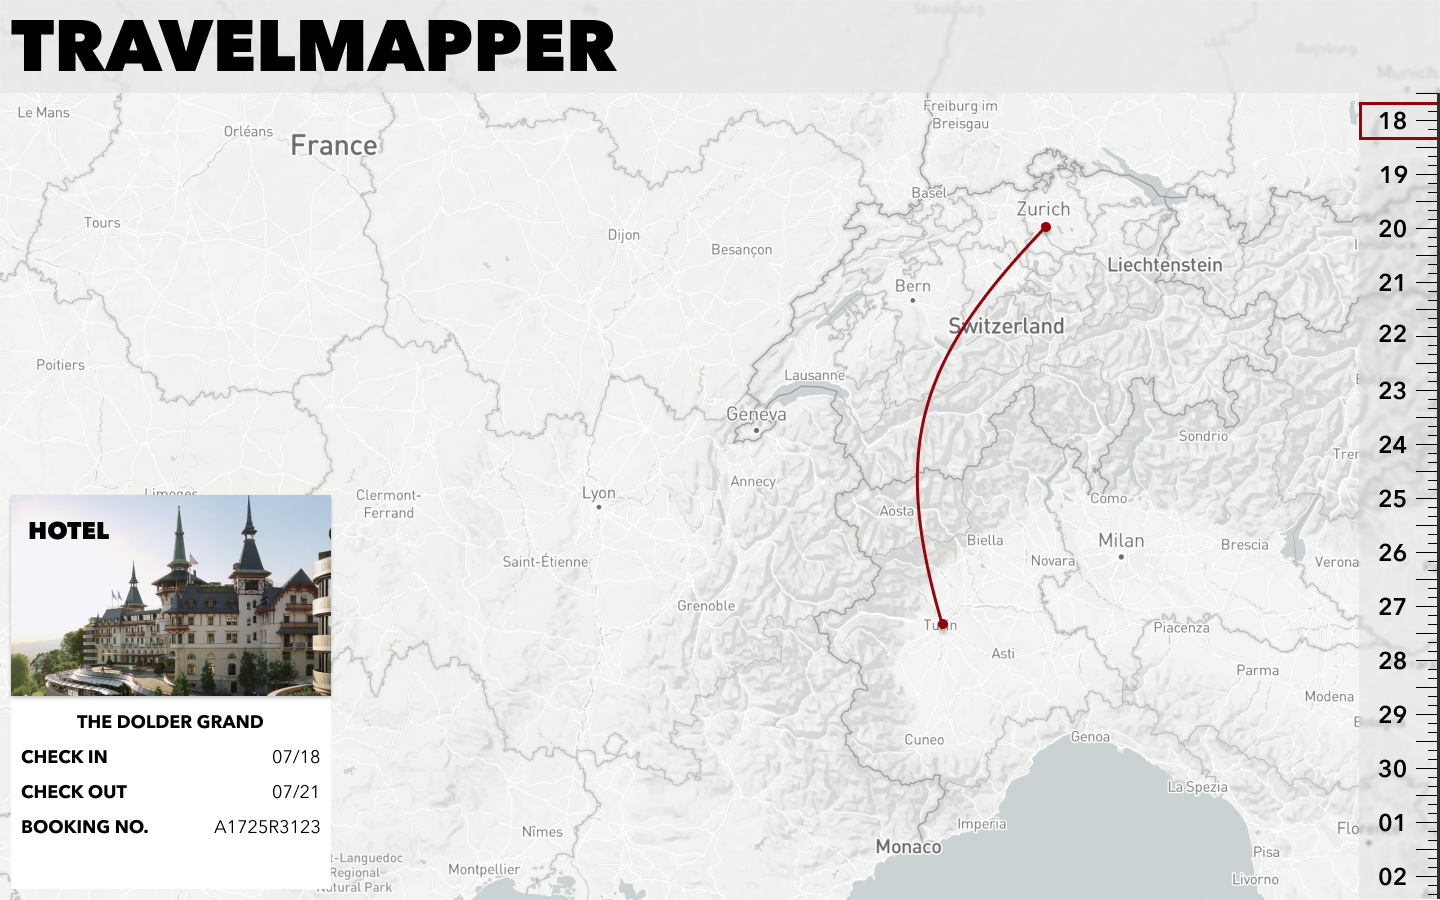 TRAVELMAPPER
Le Mans
Orléans
France
Freiburg im
Breisgau
Munich
Augsburg
Strasbourg
Tours
Dijon
Besançon
Basel
Zurich
Liechtenstein
Bern
Switzerland
Poitiers
Lausanne
Geneva
Sondrio
Limoges
Clermont-
Ferrand
Lyon
Annecy
Aosta
Como
Biella
Milan
Brescia
Novara
Verona
Saint-Étienne
Grenoble
Turin
Piacenza
Asti
Parma
Modena
Cuneo
Genoa
La Spezia
Imperia
Monaco
Pisa
Livorno
Nîmes
Montpellier
t-Languedoc
Regional
Natural Park
HOTEL
THE DOLDER GRAND
CHECK IN 07/18
CHECK OUT 07/21
BOOKING NO. A1725R3123
18
19
20
21
22
23
24
25
26
27
28
29
30
01
02